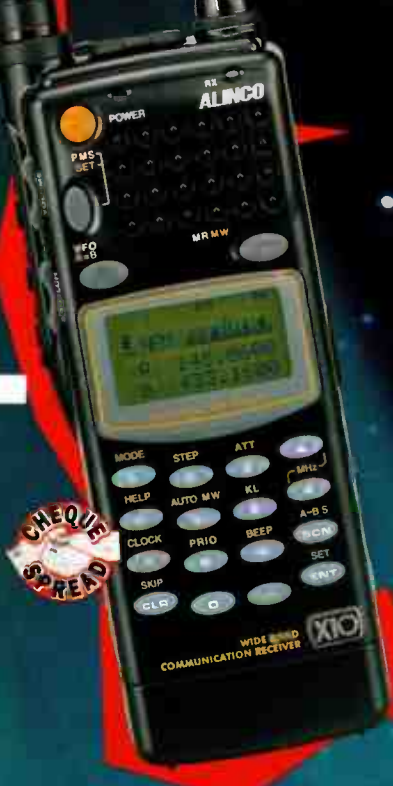 RX
ALINCO
POWER
PMS
SET
VFO
A=B
MR MW
MODE STEP ATT
MHz
HELP AUTO MW KL
CLOCK PRIO BEEP A-B S
SCN
SKIP SET
CLR 0 ENT
WIDE
COMMUNICATION RECEIVER
X10
CHEQUE
SPREAD